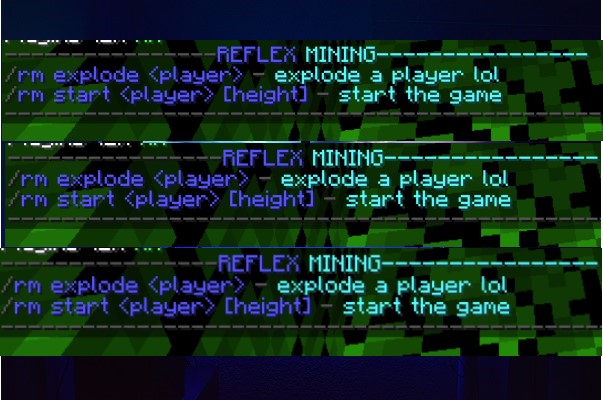 -----------------REFLEX MINING-----------------
/rm explode <player> - explode a player lol
/rm start <player> [height] - start the game
-----------------------------------------------
-----------------REFLEX MINING-----------------
/rm explode <player> - explode a player lol
/rm start <player> [height] - start the game
-----------------------------------------------
-----------------REFLEX MINING-----------------
/rm explode <player> - explode a player lol
/rm start <player> [height] - start the game
-----------------------------------------------